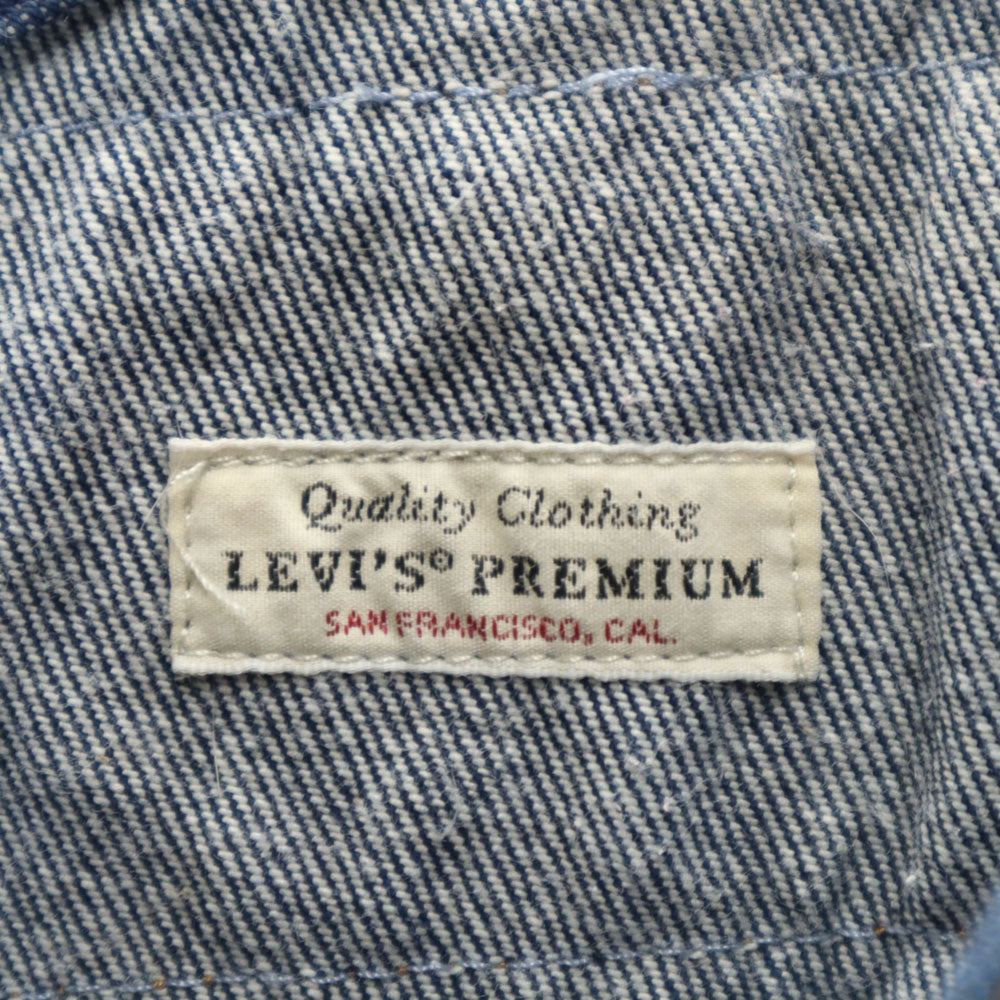 Quality Clothing
LEVI'S® PREMIUM
SAN FRANCISCO, CAL.